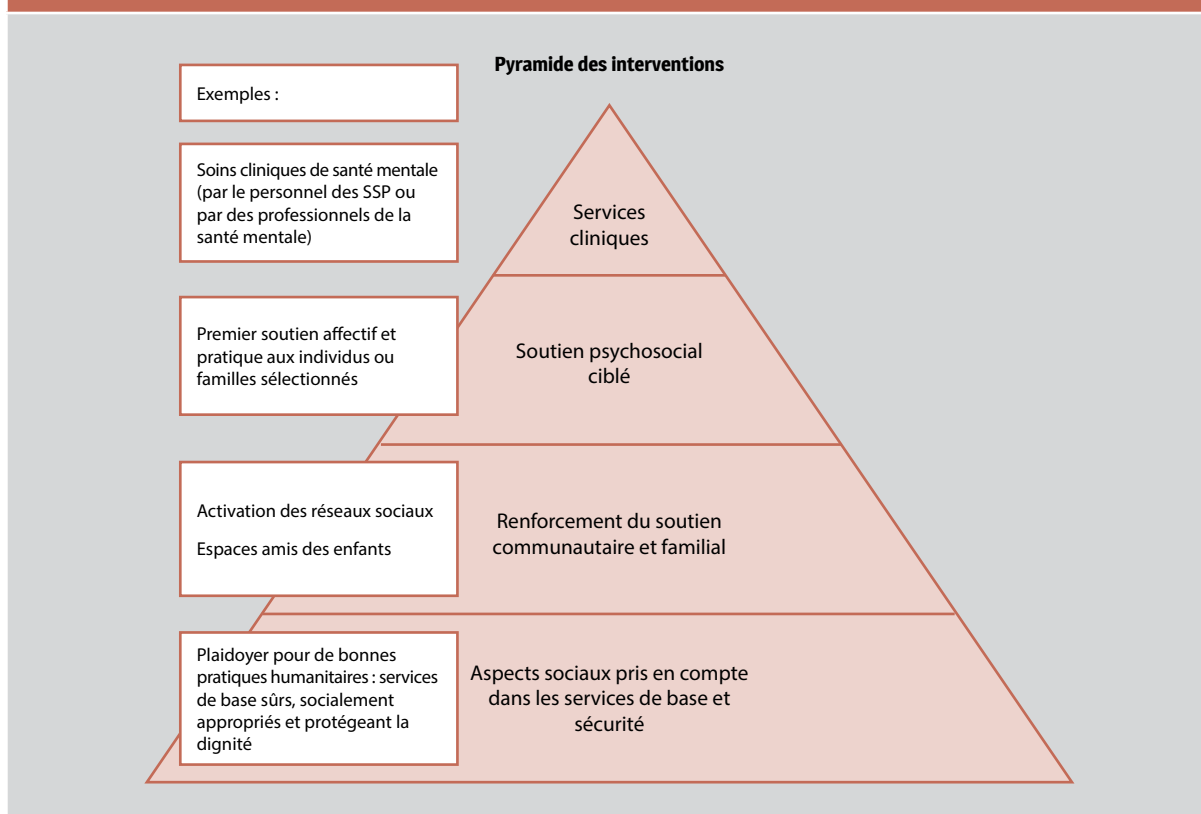 Pyramide des interventions
Exemples :
Soins cliniques de santé mentale
(par le personnel des SSP ou
par des professionnels de la
santé mentale)
Services
cliniques
Premier soutien affectif et
pratique aux individus ou
familles sélectionnés
Soutien psychosocial
ciblé
Activation des réseaux sociaux
Espaces amis des enfants
Renforcement du soutien
communautaire et familial
Plaidoyer pour de bonnes
pratiques humanitaires : services
de base sûrs, socialement
appropriés et protégeant la
dignité
Aspects sociaux pris en compte
dans les services de base et
sécurité